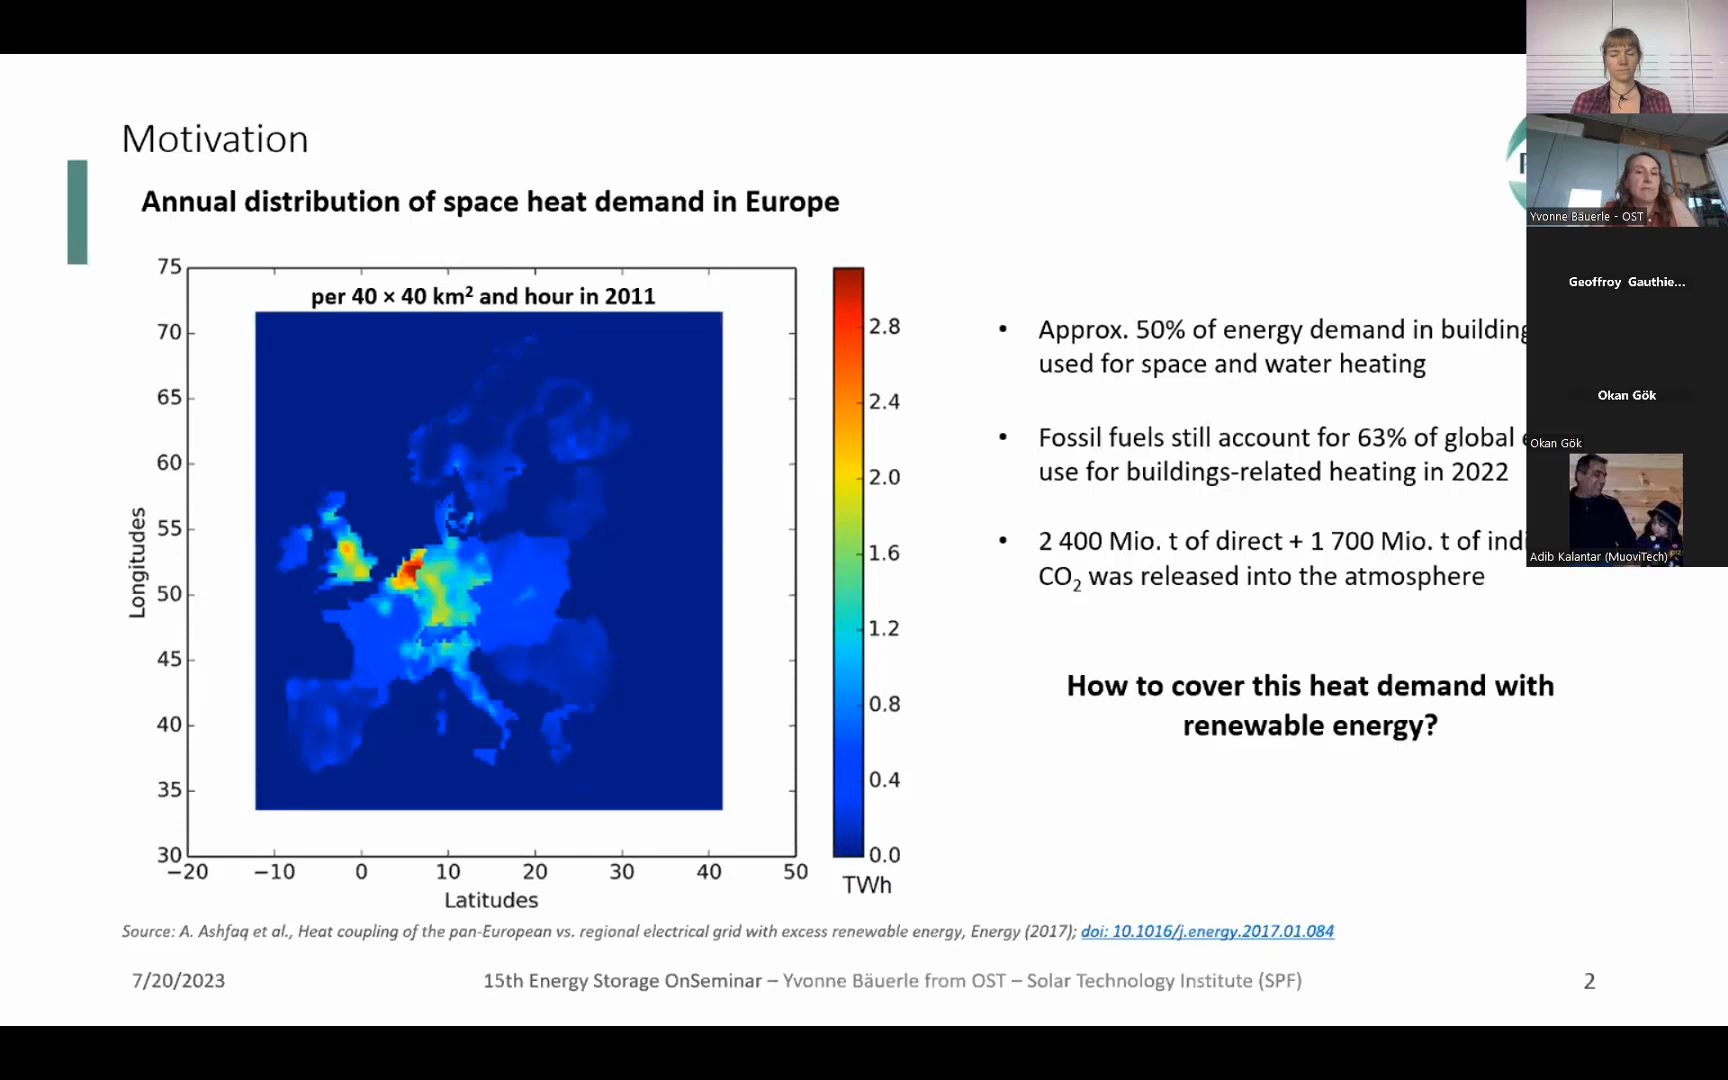 Motivation
Annual distribution of space heat demand in Europe
per 40 × 40 km² and hour in 2011
75
70
65
60
55
50
45
40
35
30
Longitudes
−20 −10 0 10 20 30 40 50
Latitudes
2.8
2.4
2.0
1.6
1.2
0.8
0.4
0.0
TWh
• Approx. 50% of energy demand in building
used for space and water heating
• Fossil fuels still account for 63% of global
use for buildings-related heating in 2022
• 2 400 Mio. t of direct + 1 700 Mio. t of
CO₂ was released into the atmosphere
How to cover this heat demand with
renewable energy?
Source: A. Ashfaq et al., Heat coupling of the pan-European vs. regional electrical grid with excess renewable energy, Energy (2017); doi: 10.1016/j.energy.2017.01.084
7/20/2023 15th Energy Storage OnSeminar – Yvonne Bäuerle from OST – Solar Technology Institute (SPF) 2
Yvonne Bäuerle - OST
Geoffroy Gauthie...
Okan Gök
Okan Gök
Adib Kalantar (MuoviTech)